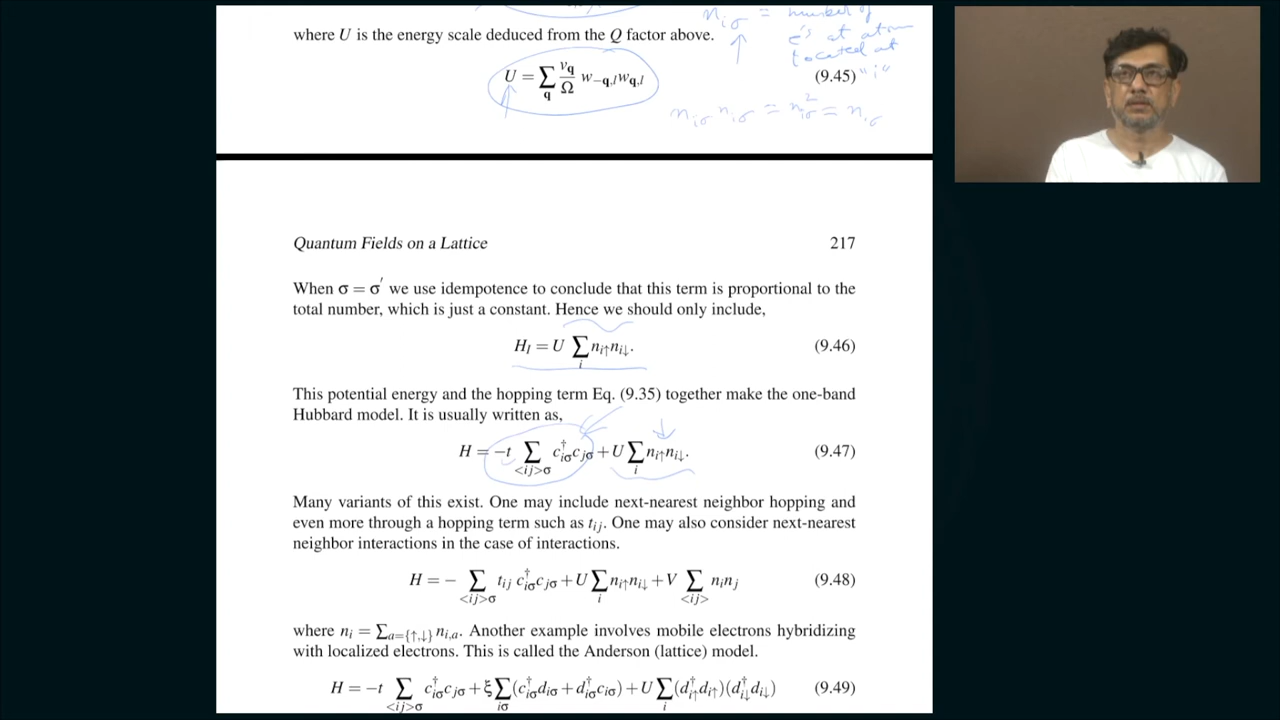 n_{iσ} = number of
where U is the energy scale deduced from the Q factor above.
e's at atom
located at
"i"
U = ∑_q (v_q/Ω) w_{−q,l} w_{q,l} (9.45)
n_{iσ} n_{iσ} = n_{iσ}^2 = n_{iσ}
Quantum Fields on a Lattice 217
When σ = σ′ we use idempotence to conclude that this term is proportional to the
total number, which is just a constant. Hence we should only include,
H_I = U ∑_i n_{i↑}n_{i↓}. (9.46)
This potential energy and the hopping term Eq. (9.35) together make the one-band
Hubbard model. It is usually written as,
H = −t ∑_{<ij>σ} c†_{iσ}c_{jσ} + U ∑_i n_{i↑}n_{i↓}. (9.47)
Many variants of this exist. One may include next-nearest neighbor hopping and
even more through a hopping term such as t_{ij}. One may also consider next-nearest
neighbor interactions in the case of interactions.
H = − ∑_{<ij>σ} t_{ij} c†_{iσ}c_{jσ} + U ∑_i n_{i↑}n_{i↓} + V ∑_{<ij>} n_i n_j (9.48)
where n_i = ∑_{a={↑,↓}} n_{i,a}. Another example involves mobile electrons hybridizing
with localized electrons. This is called the Anderson (lattice) model.
H = −t ∑_{<ij>σ} c†_{iσ}c_{jσ} + ξ ∑_{iσ} (c†_{iσ}d_{iσ} + d†_{iσ}c_{iσ}) + U ∑_i (d†_{i↑}d_{i↑})(d†_{i↓}d_{i↓}) (9.49)